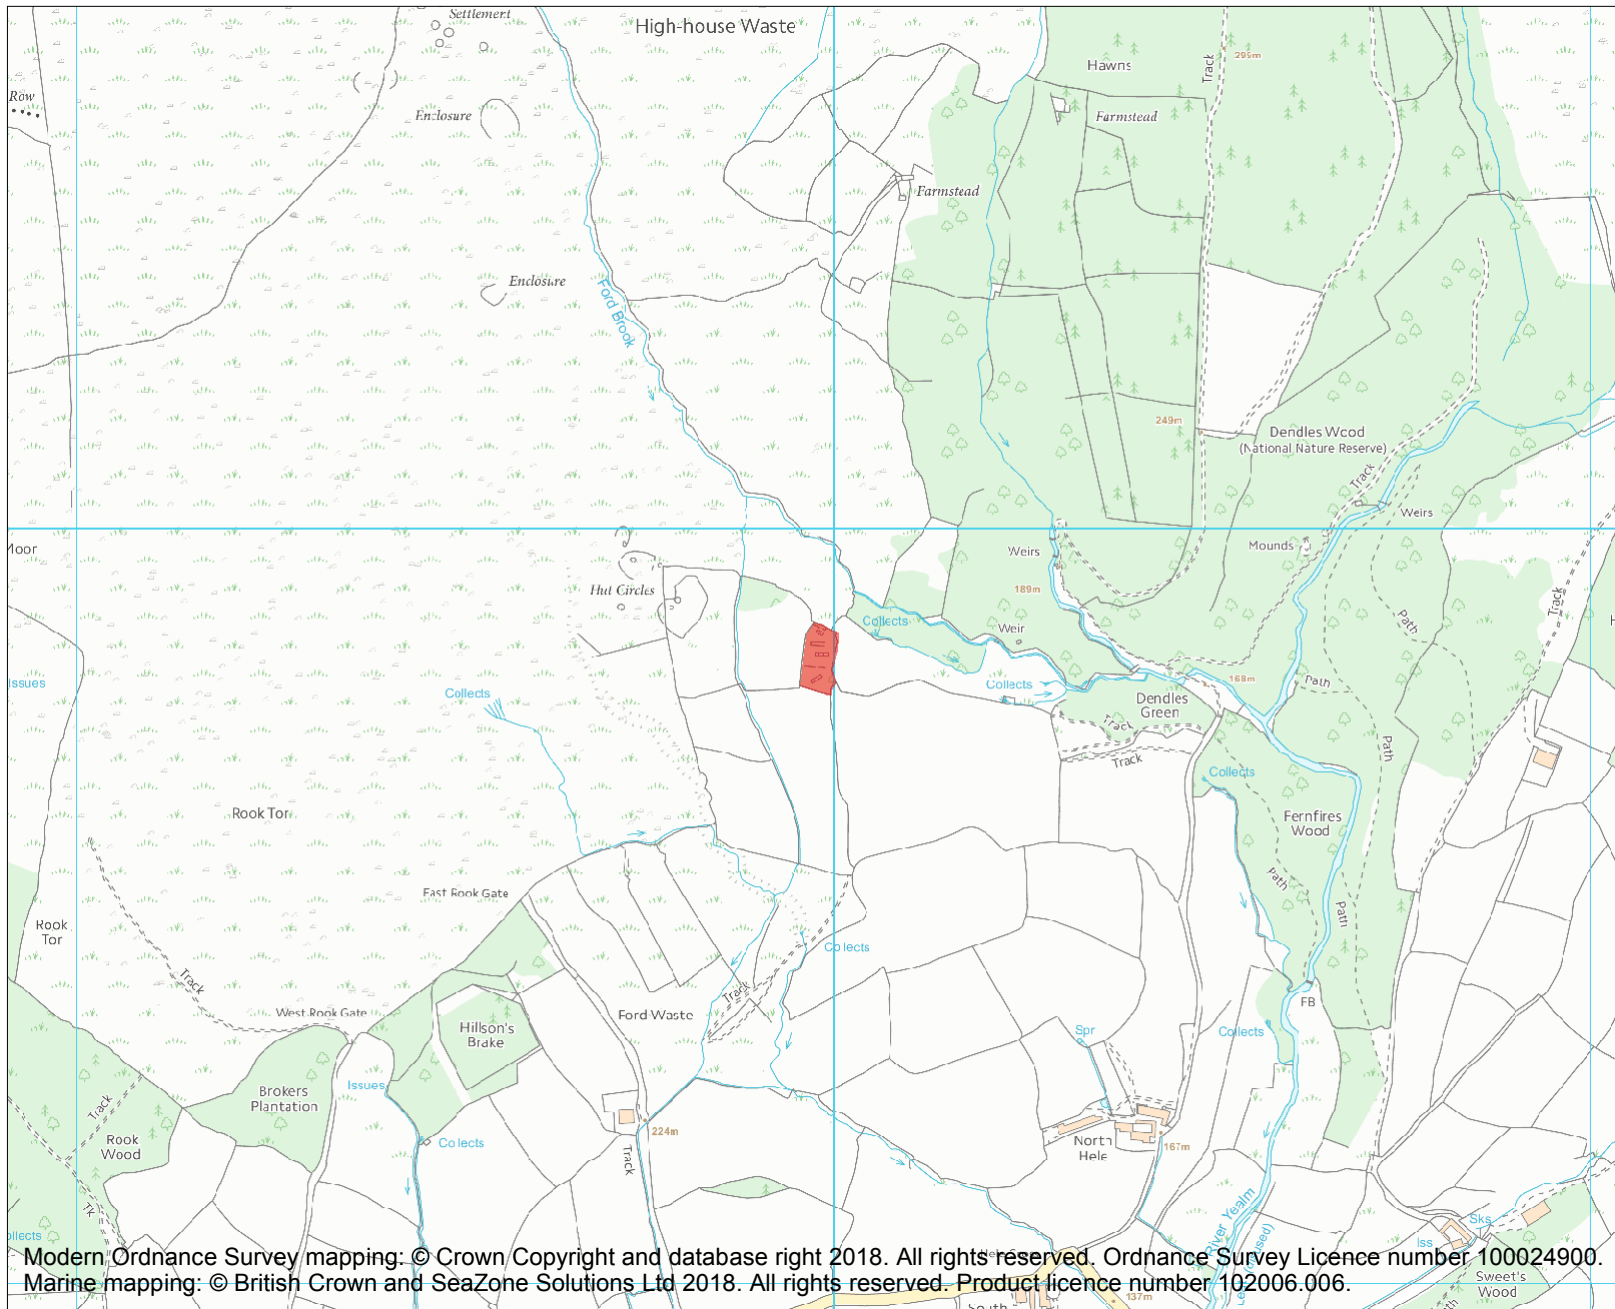 Settlement
High-house Waste
Hawns
Track
295m
Row
Enclosure
Farmstead
Farmstead
Enclosure
Ford Brook
249m
Dendles Wood
(National Nature Reserve)
Track
Weirs
Weirs
Mounds
Hut Circles
189m
Track
Collects
Weir
Path
Issues
Collects
Collects
168m
Path
Dendles
Green
Track
Track
Path
Collects
Rook Tor
Fernfires
Wood
East Rook Gate
Path
Path
Rook
Tor
Collects
Track
Track
West Rook Gate
Ford Waste
Hillson's
Brake
FB
Spr
Collects
Issues
Brokers
Plantation
Track
Rook
Wood
Collects
224m
North
Hele
167m
Track
Tk
River Yealm
Sks
Iss
Modern Ordnance Survey mapping: © Crown Copyright and database right 2018. All rights reserved. Ordnance Survey Licence number 100024900.
Marine mapping: © British Crown and SeaZone Solutions Ltd 2018. All rights reserved. Product licence number 102006.006.
Sweet's
Wood
137m
South